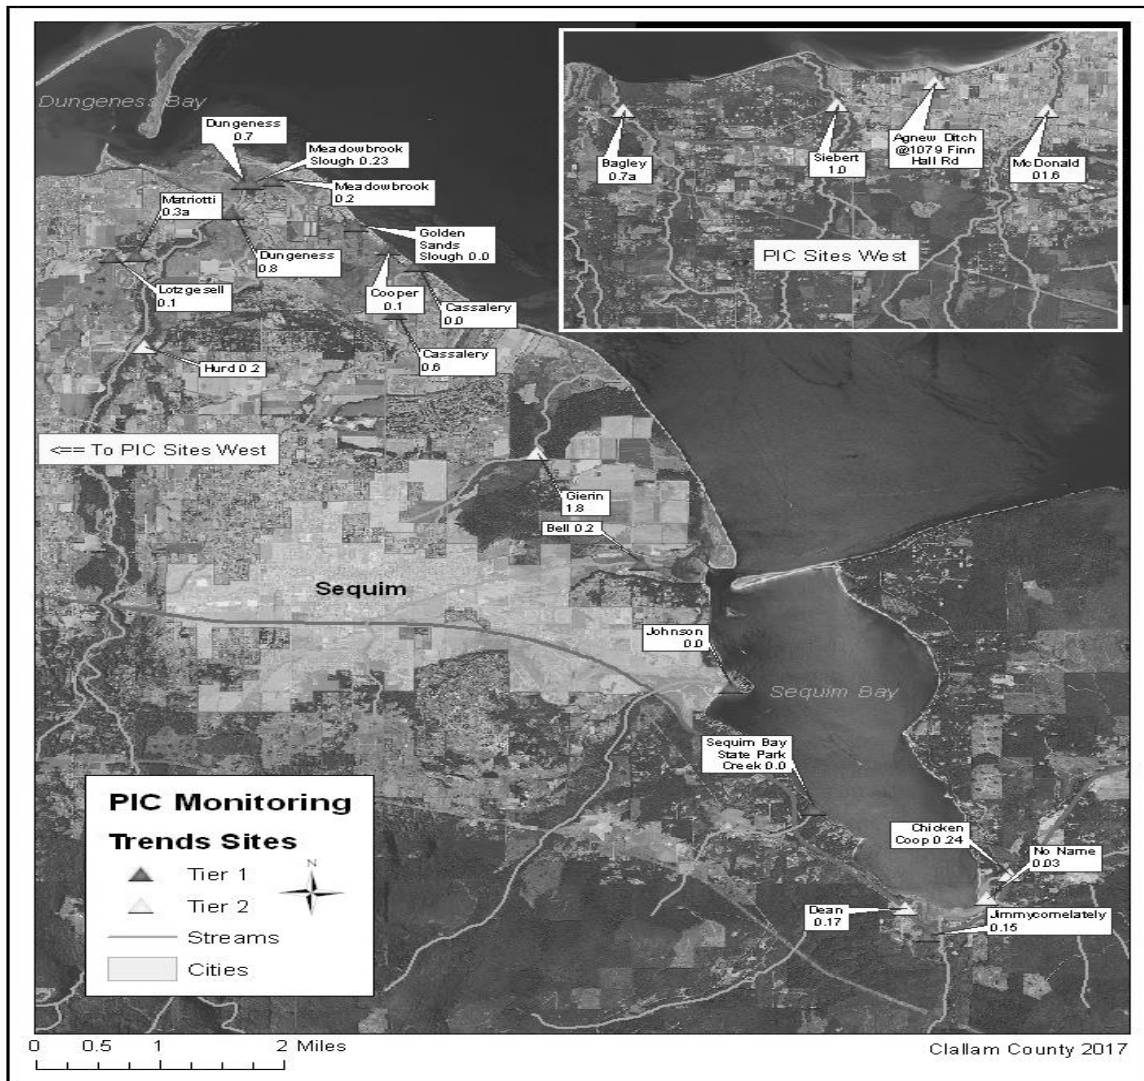 Dungeness Bay
Dungeness
0.7
Meadowbrook
Slough 0.23
Meadowbrook
0.2
Matriotti
0.3a
Golden
Sands
Slough 0.0
Dungeness
0.8
Lotzgesell
0.1
Cooper
0.1
Cassalery
0.0
Cassalery
0.6
Hurd 0.2
<== To PIC Sites West
Bagley
0.7a
Siebert
1.0
Agnew Ditch
@1079 Finn
Hall Rd
McDonald
01.6
PIC Sites West
Gierin
1.8
Bell 0.2
Sequim
Johnson
0.0
Sequim Bay
Sequim Bay
State Park
Creek 0.0
Chicken
Coop 0.24
No Name
0.03
Dean
0.17
Jimmycomelately
0.15
PIC Monitoring
Trends Sites
N
Tier 1
Tier 2
Streams
Cities
0 0.5 1 2 Miles
Clallam County 2017